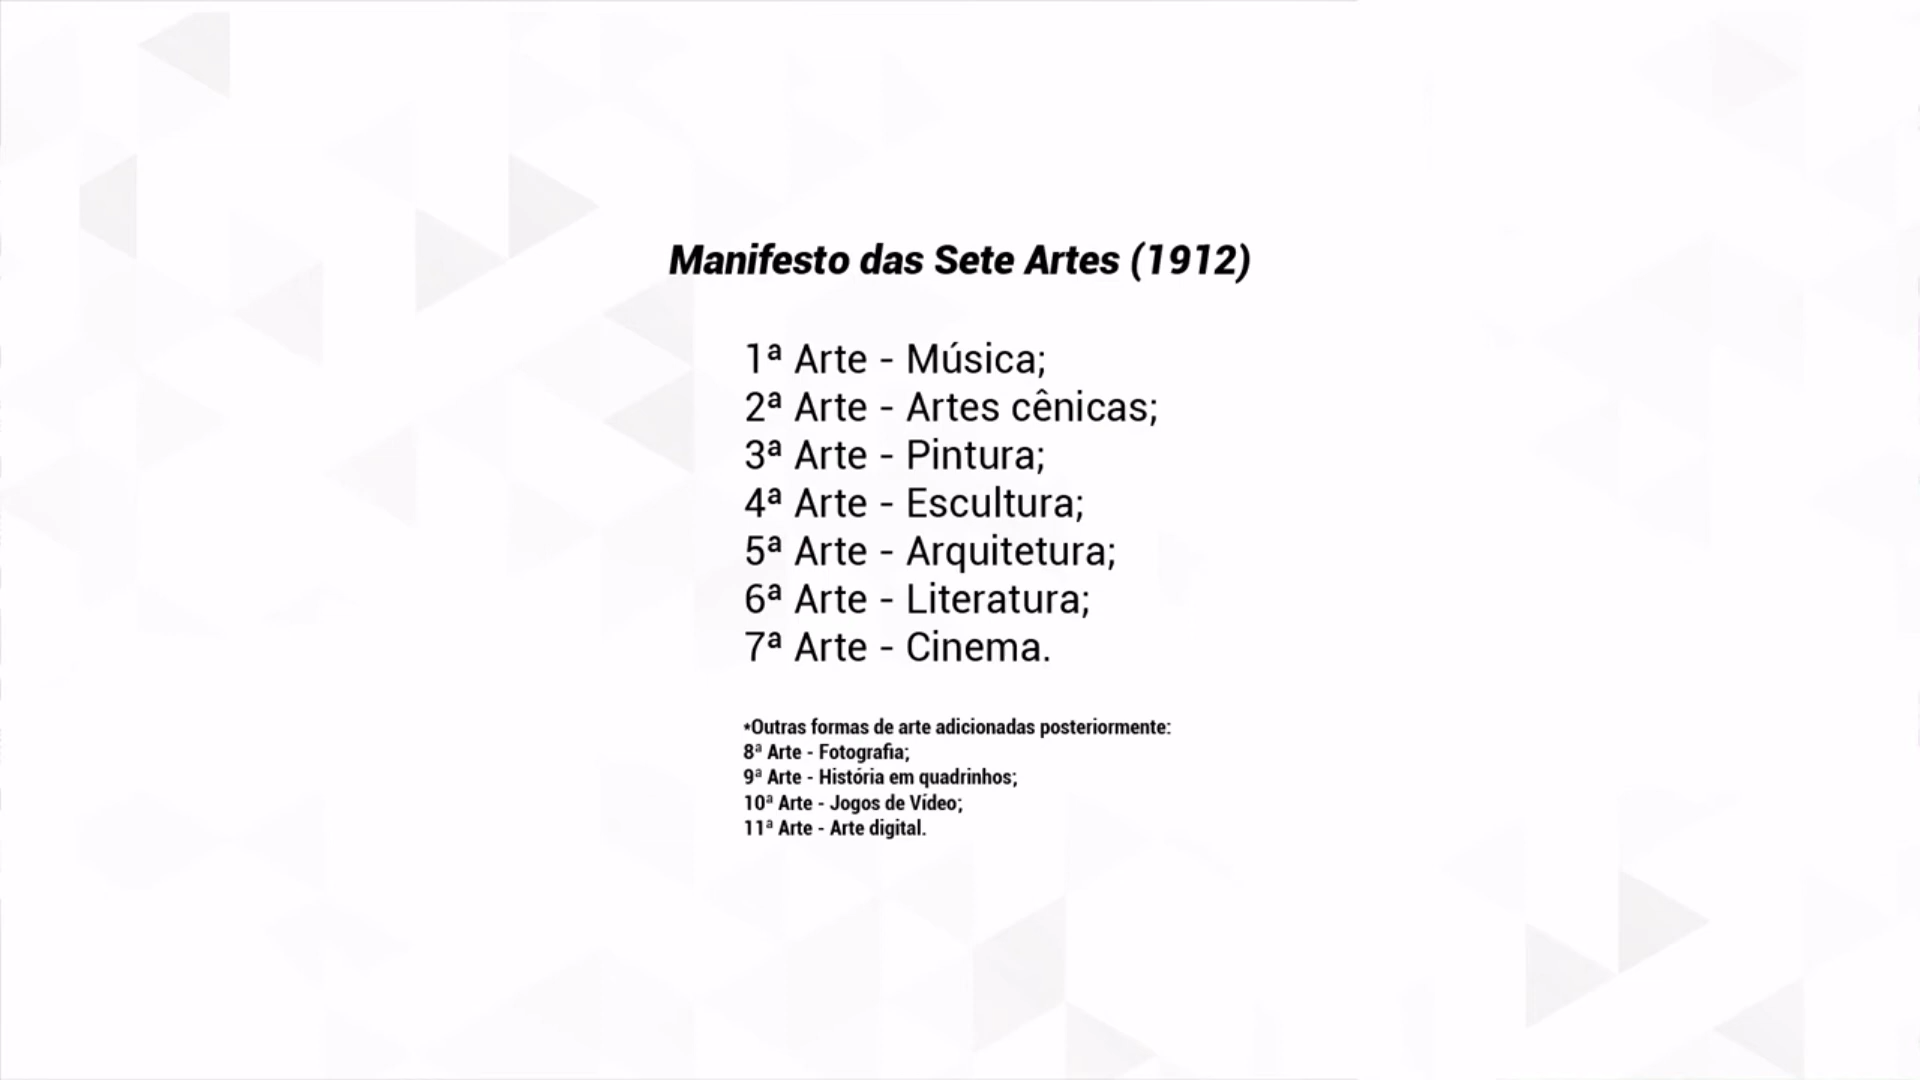 Manifesto das Sete Artes (1912)
1ª Arte - Música;
2ª Arte - Artes cênicas;
3ª Arte - Pintura;
4ª Arte - Escultura;
5ª Arte - Arquitetura;
6ª Arte - Literatura;
7ª Arte - Cinema.
*Outras formas de arte adicionadas posteriormente:
8ª Arte - Fotografia;
9ª Arte - História em quadrinhos;
10ª Arte - Jogos de Vídeo;
11ª Arte - Arte digital.